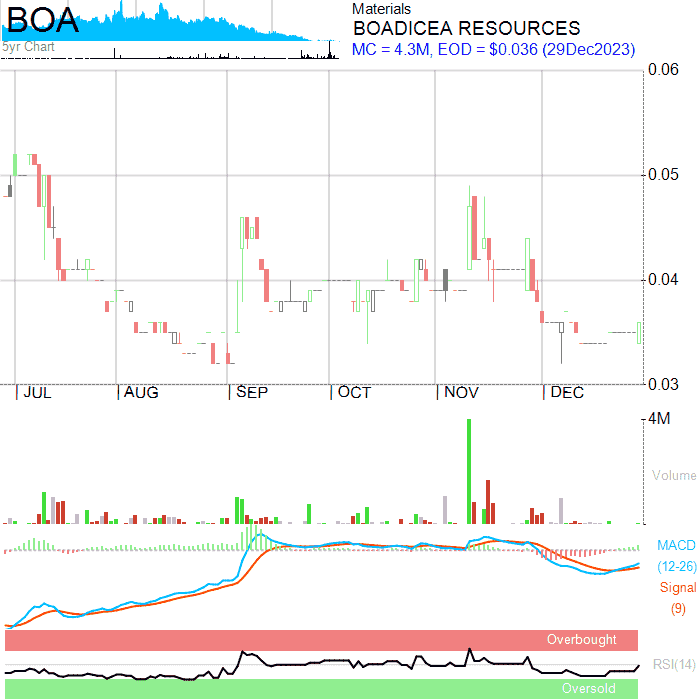 BOA
5yr Chart
Materials
BOADICEA RESOURCES
MC = 4.3M, EOD = $0.036 (29Dec2023)
0.06
0.05
0.04
0.03
JUL AUG SEP OCT NOV DEC
4M
Volume
MACD
(12-26)
Signal
(9)
Overbought
RSI(14)
Oversold